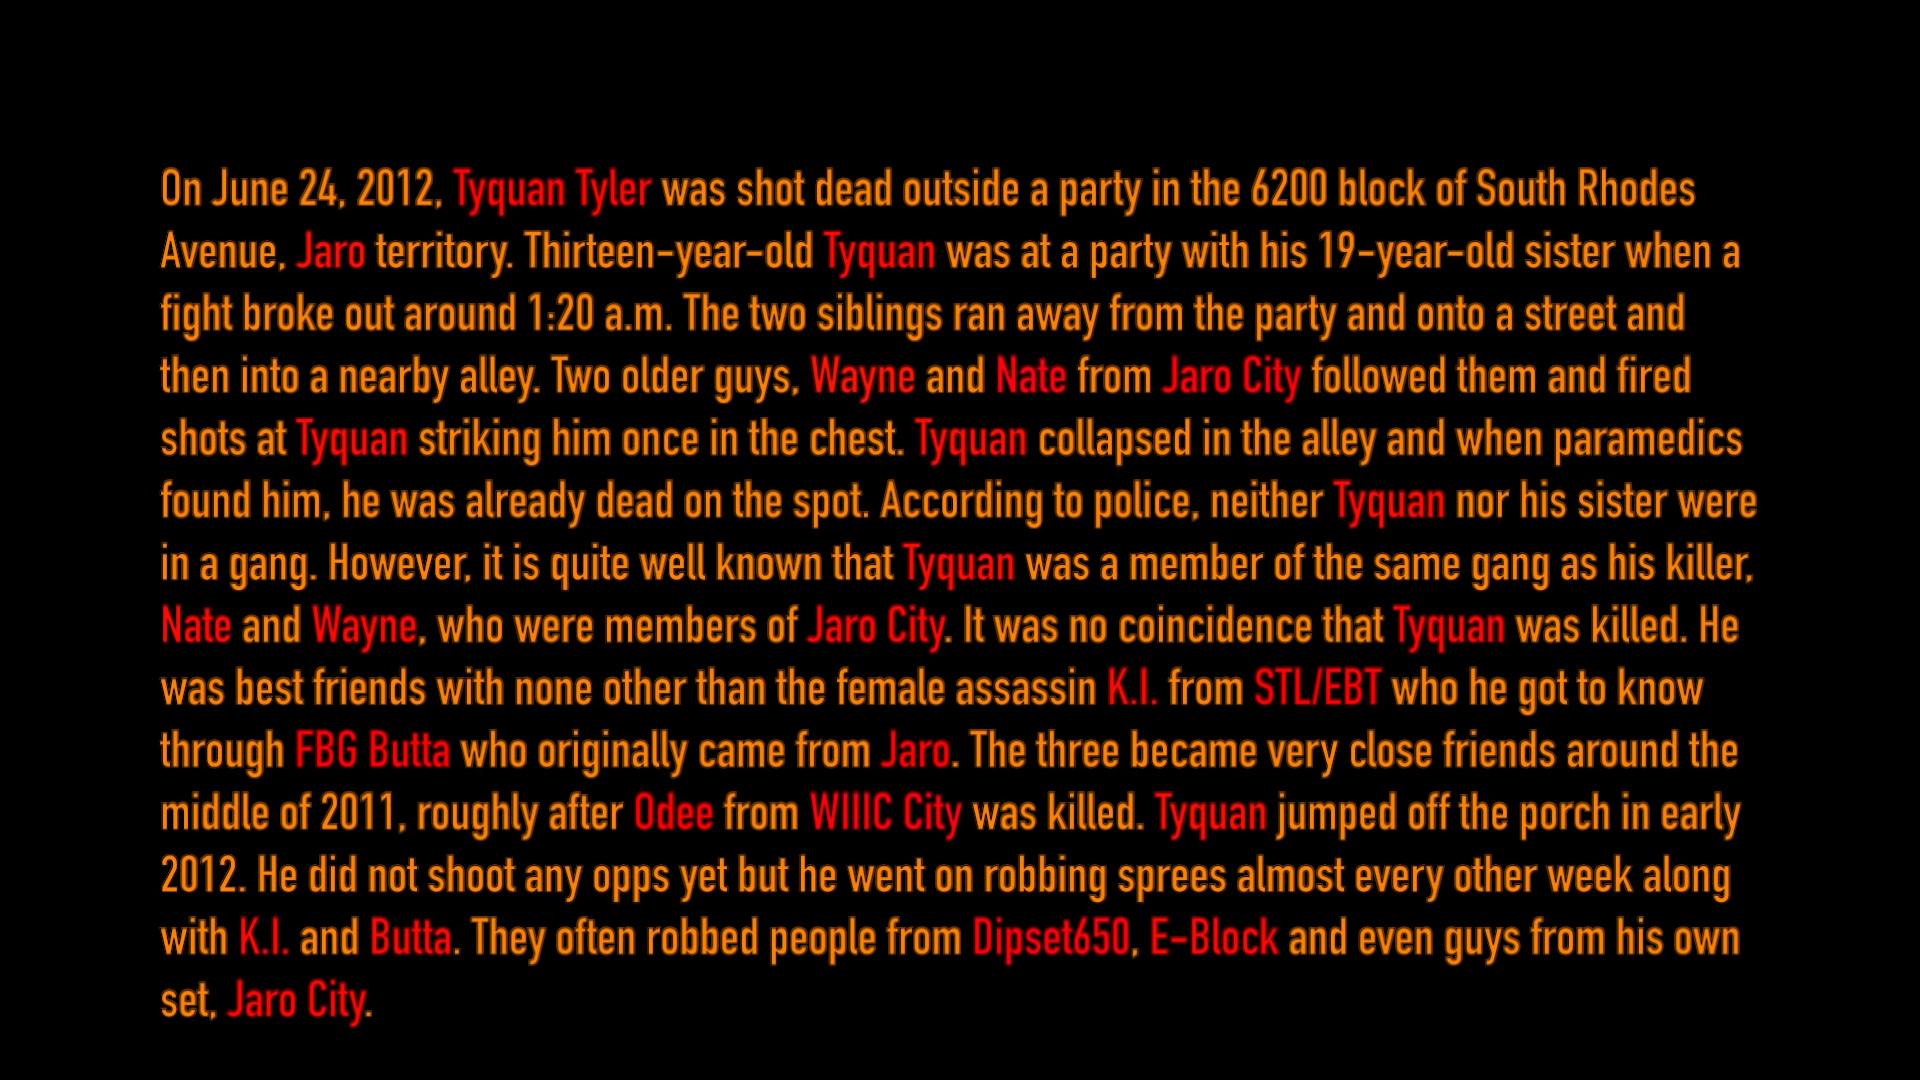 On June 24, 2012, Tyquan Tyler was shot dead outside a party in the 6200 block of South Rhodes
Avenue, Jaro territory. Thirteen-year-old Tyquan was at a party with his 19-year-old sister when a
fight broke out around 1:20 a.m. The two siblings ran away from the party and onto a street and
then into a nearby alley. Two older guys, Wayne and Nate from Jaro City followed them and fired
shots at Tyquan striking him once in the chest. Tyquan collapsed in the alley and when paramedics
found him, he was already dead on the spot. According to police, neither Tyquan nor his sister were
in a gang. However, it is quite well known that Tyquan was a member of the same gang as his killer,
Nate and Wayne, who were members of Jaro City. It was no coincidence that Tyquan was killed. He
was best friends with none other than the female assassin K.I. from STL/EBT who he got to know
through FBG Butta who originally came from Jaro. The three became very close friends around the
middle of 2011, roughly after Odee from WIIIC City was killed. Tyquan jumped off the porch in early
2012. He did not shoot any opps yet but he went on robbing sprees almost every other week along
with K.I. and Butta. They often robbed people from Dipset650, E-Block and even guys from his own
set, Jaro City.